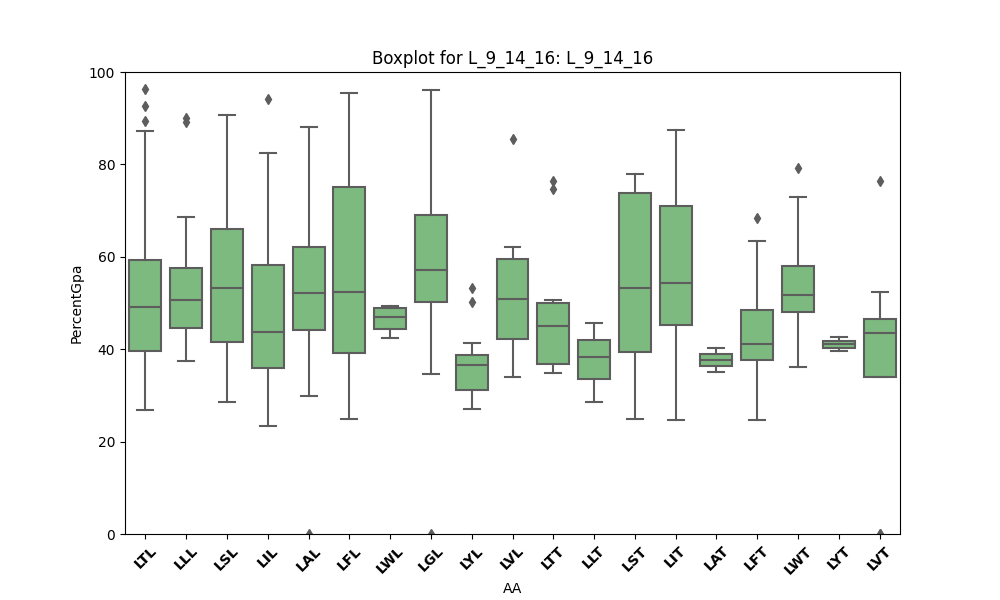 Boxplot for L_9_14_16: L_9_14_16
100
80
60
40
20
0
PercentGpa
LTL LLL LSL LIL LAL LFL LWL LGL LYL LVL LTT LLT LST LIT LAT LFT LWT LYT LVT
AA